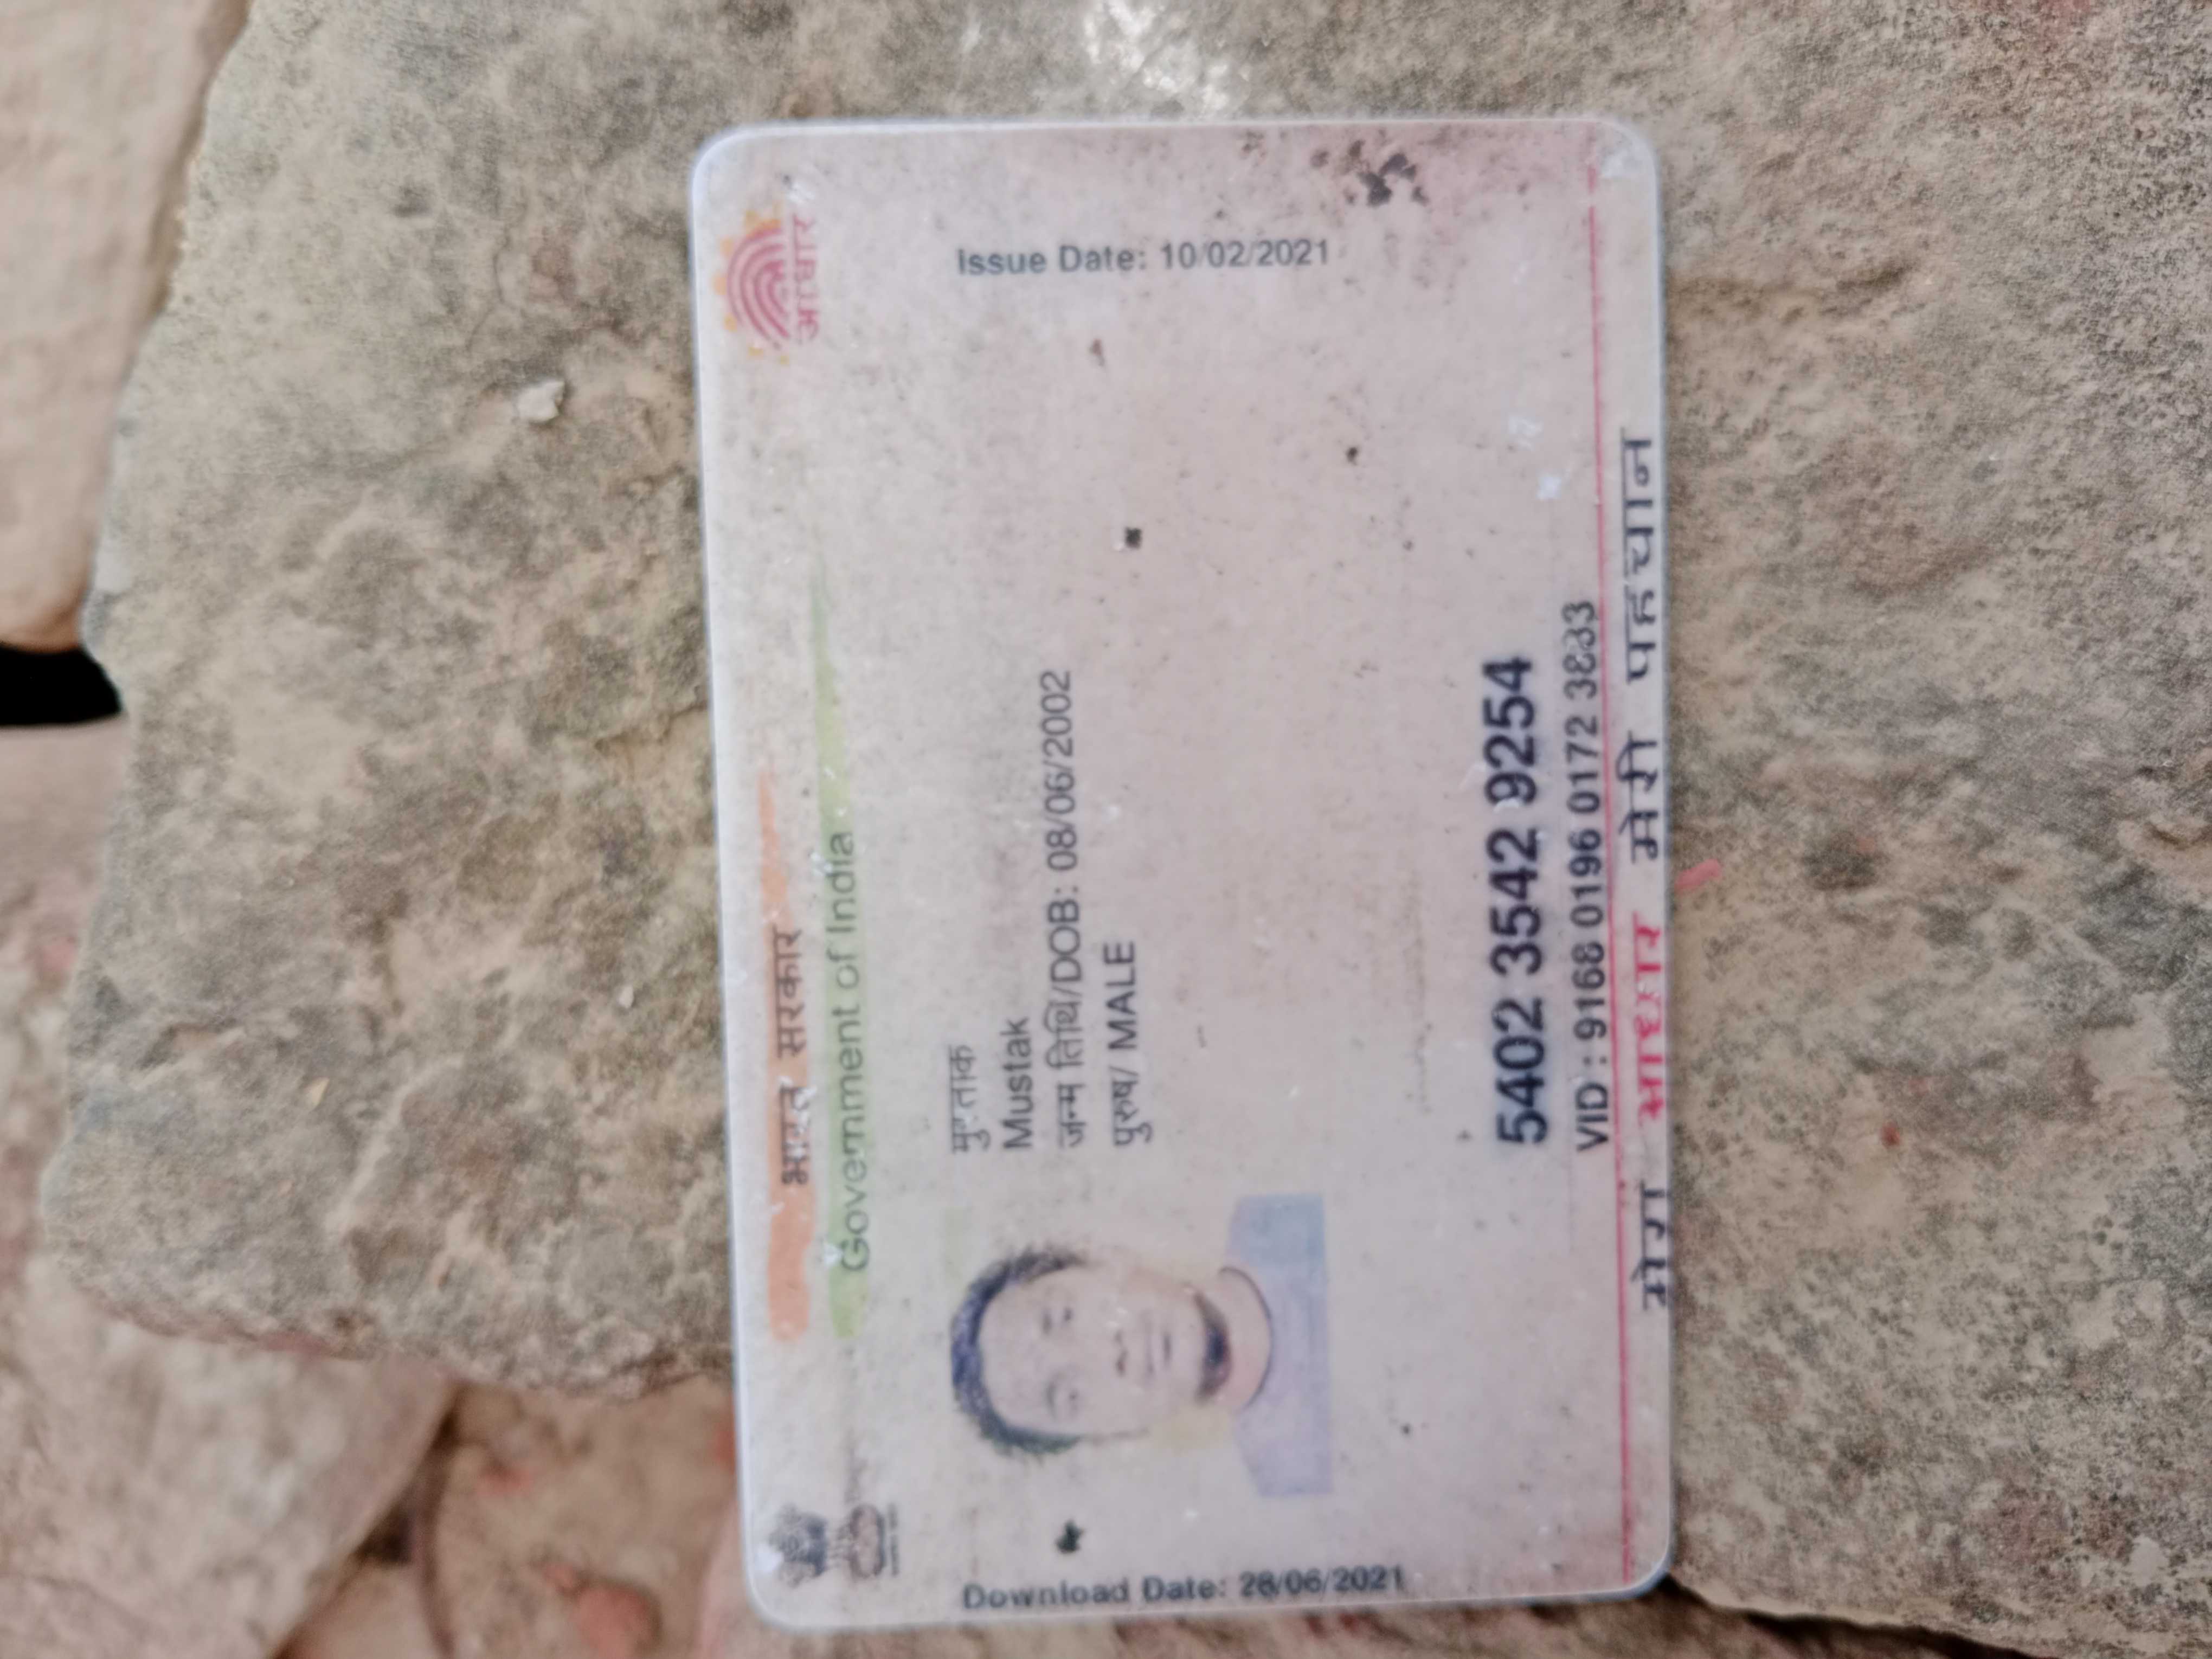 भारत सरकार
Government of India
आधार
Download Date: 28/06/2021
Issue Date: 10/02/2021
Mustak
जन्म तिथि/DOB: 08/06/2002
पुरुष/ MALE
5402 3542 9254
VID : 9168 0196 0172 3833
मेरा आधार मेरी पहचान